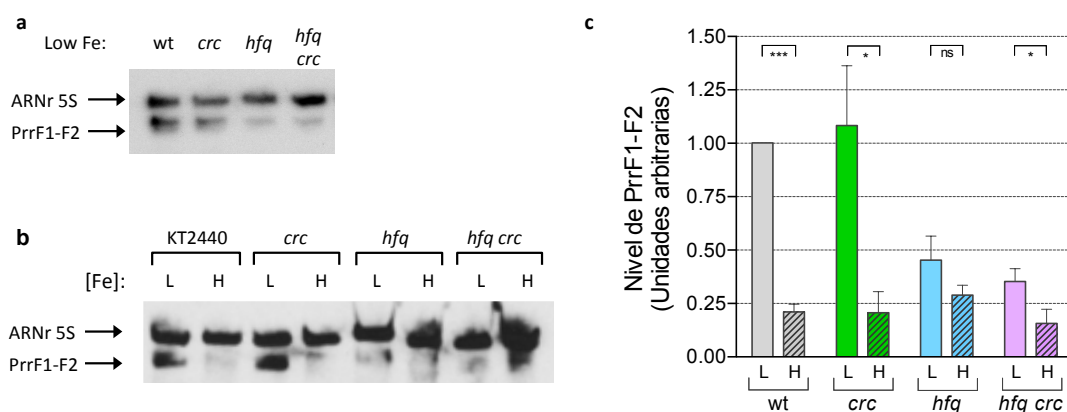 a
Low Fe: wt crc hfq hfq crc
ARNr 5S
PrrF1-F2
b
KT2440 crc hfq hfq crc
[Fe]: L H L H L H L H
ARNr 5S
PrrF1-F2
c
Nivel de PrrF1-F2
(Unidades arbitrarias)
1.50
1.25
1.00
0.75
0.50
0.25
0.00
*** * ns *
L H L H L H L H
wt crc hfq hfq crc